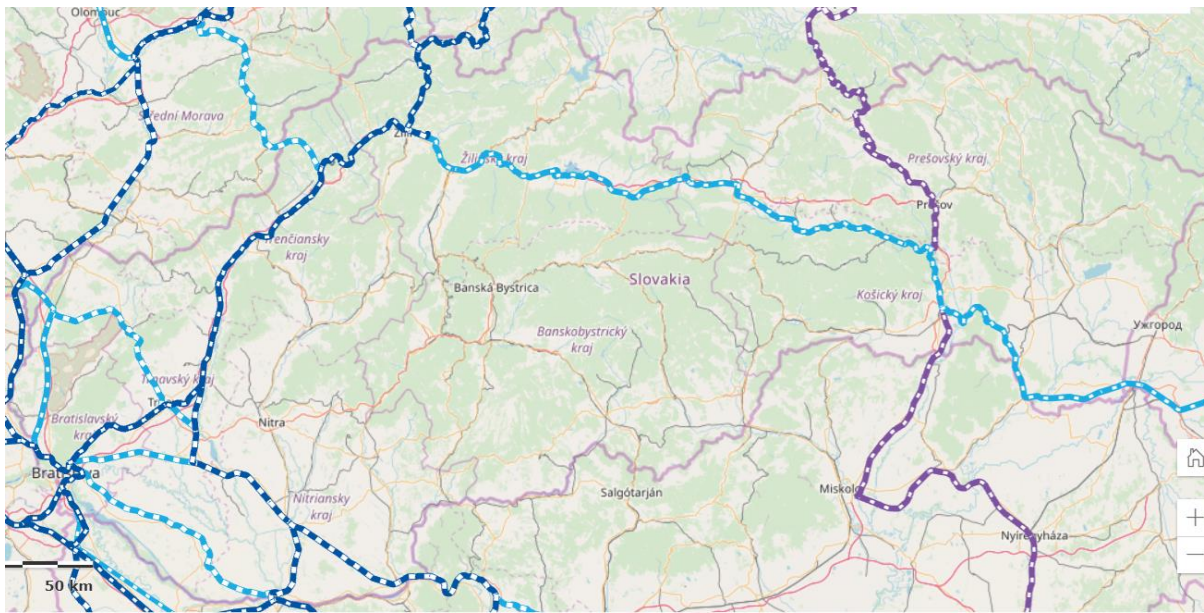 Olomouc
Střední Morava
Žilinský kraj
Prešovský kraj
Prešov
Trenčiansky
kraj
Banská Bystrica
Slovakia
Košický kraj
Banskobystrický
kraj
Ужгород
Trnavský kraj
Nitra
Bratislavský
Bratislava
Nitriansky
kraj
Salgótarján
Miskolc
Nyíregyháza
50 km